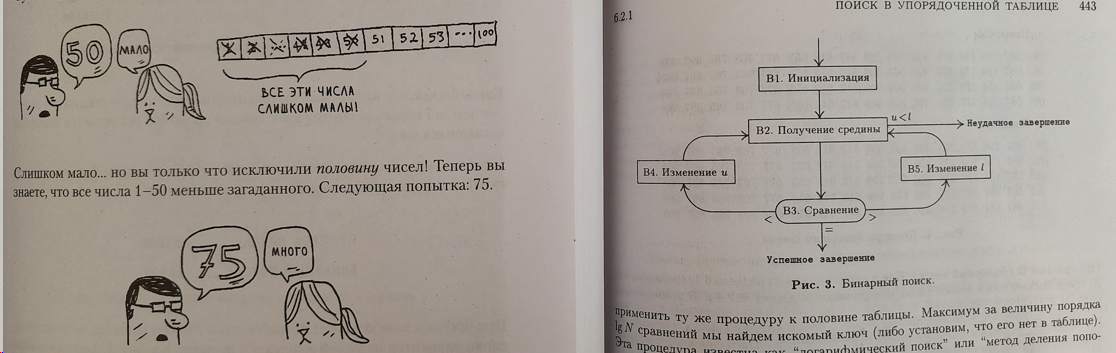 50
МАЛО
51 52 53 ... 100
ВСЕ ЭТИ ЧИСЛА
СЛИШКОМ МАЛЫ!
Слишком мало... но вы только что исключили половину чисел! Теперь вы
знаете, что все числа 1–50 меньше загаданного. Следующая попытка: 75.
75
МНОГО
6.2.1
ПОИСК В УПОРЯДОЧЕННОЙ ТАБЛИЦЕ 443
B1. Инициализация
B2. Получение средины
u<l
Неудачное завершение
B4. Изменение u
B5. Изменение l
B3. Сравнение
< >
=
Успешное завершение
Рис. 3. Бинарный поиск.
применить ту же процедуру к половине таблицы. Максимум за величину порядка
lg N сравнений мы найдем искомый ключ (либо установим, что его нет в таблице).
Эта процедура известна как “логарифмический поиск” или “метод деления попо-